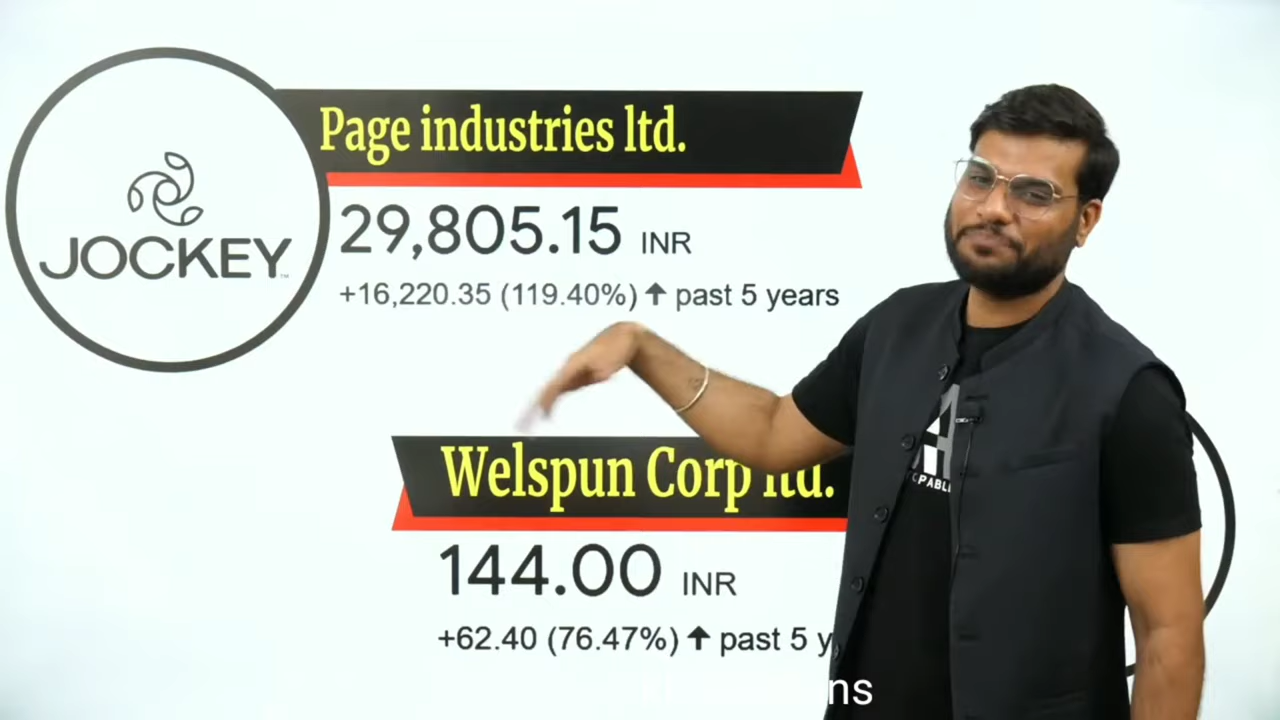 Page industries ltd.
JOCKEY™
29,805.15 INR
+16,220.35 (119.40%) ↑ past 5 years
Welspun Corp ltd.
144.00 INR
+62.40 (76.47%) ↑ past 5 y